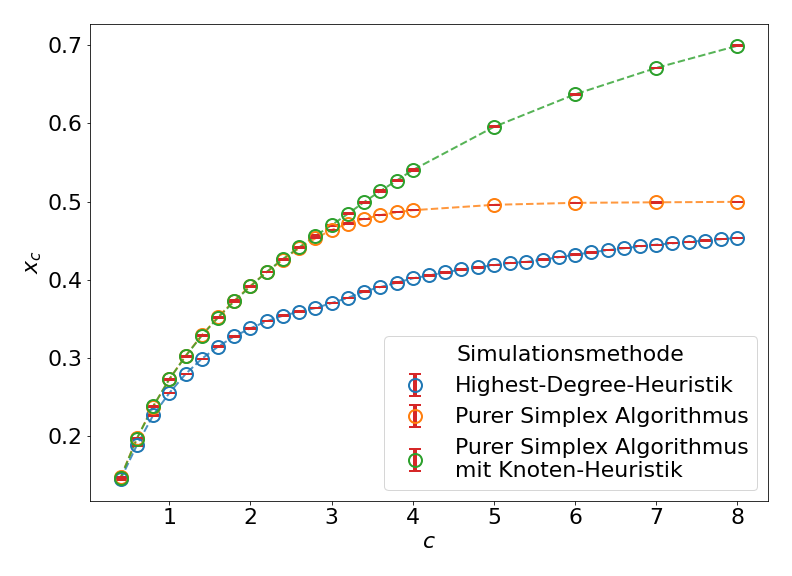 0.7
0.6
0.5
0.4
0.3
0.2
x_c
1 2 3 4 5 6 7 8
c
Simulationsmethode
Highest-Degree-Heuristik
Purer Simplex Algorithmus
Purer Simplex Algorithmus
mit Knoten-Heuristik